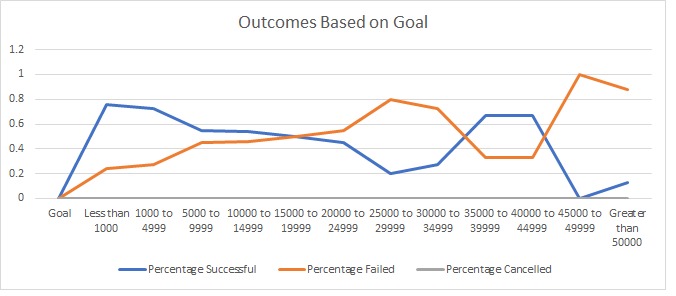 Outcomes Based on Goal
1.2
1
0.8
0.6
0.4
0.2
0
Goal Less than 1000 to 5000 to 10000 to 15000 to 20000 to 25000 to 30000 to 35000 to 40000 to 45000 to Greater
1000 4999 9999 14999 19999 24999 29999 34999 39999 44999 49999 than
50000
Percentage Successful Percentage Failed Percentage Cancelled